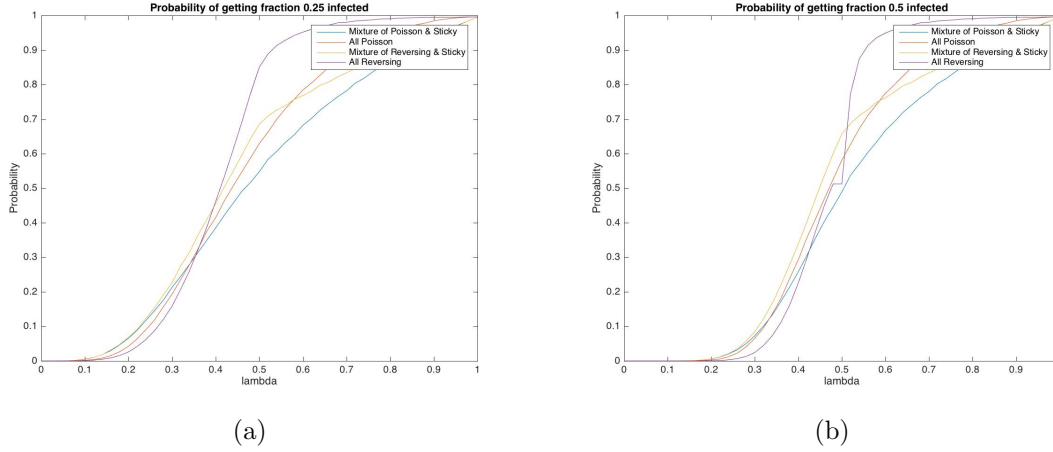 Probability of getting fraction 0.25 infected
Mixture of Poisson & Sticky
All Poisson
Mixture of Reversing & Sticky
All Reversing
1
0.9
0.8
0.7
0.6
0.5
0.4
0.3
0.2
0.1
0
Probability
0 0.1 0.2 0.3 0.4 0.5 0.6 0.7 0.8 0.9 1
lambda
(a)
Probability of getting fraction 0.5 infected
Mixture of Poisson & Sticky
All Poisson
Mixture of Reversing & Sticky
All Reversing
1
0.9
0.8
0.7
0.6
0.5
0.4
0.3
0.2
0.1
0
Probability
0 0.1 0.2 0.3 0.4 0.5 0.6 0.7 0.8 0.9
lambda
(b)